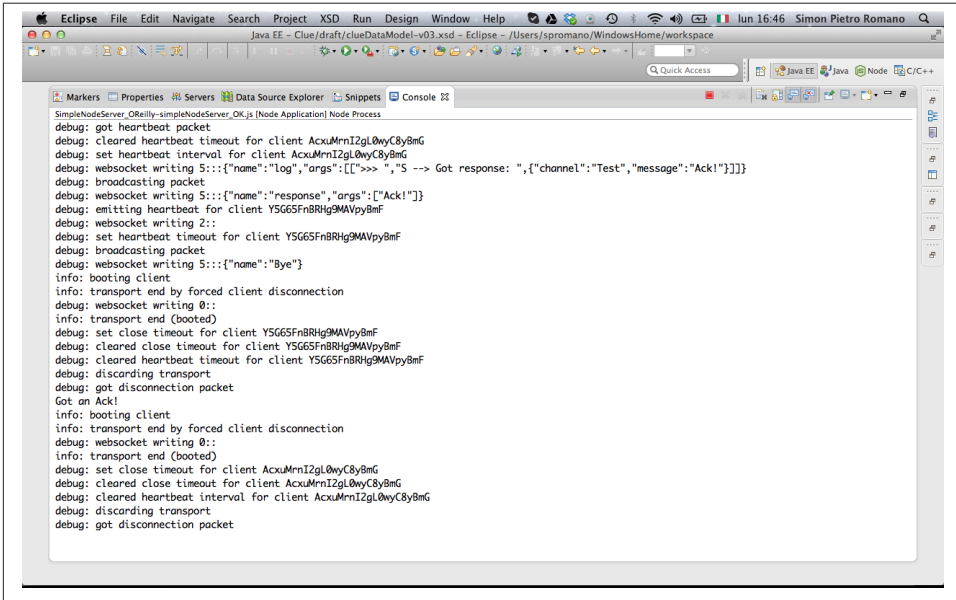 Eclipse File Edit Navigate Search Project XSD Run Design Window Help lun 16:46 Simon Pietro Romano
Java EE - Clue/draft/clueDataModel-v03.xsd - Eclipse - /Users/spromano/WindowsHome/workspace
Quick Access Java EE Java Node C/C++
Markers Properties Servers Data Source Explorer Snippets Console
SimpleNodeServer_OReilly-simpleNodeServer_OK.js [Node Application] Node Process
debug: got heartbeat packet
debug: cleared heartbeat timeout for client AcxuMrnI2gL0wyC8yBmG
debug: set heartbeat interval for client AcxuMrnI2gL0wyC8yBmG
debug: websocket writing 5:::{"name":"log","args":[[">>> ","S --> Got response: ",{"channel":"Test","message":"Ack!"}]]}
debug: broadcasting packet
debug: websocket writing 5:::{"name":"response","args":["Ack!"]}
debug: emitting heartbeat for client Y5G65FnBRHg9MAVpyBmF
debug: websocket writing 2::
debug: set heartbeat timeout for client Y5G65FnBRHg9MAVpyBmF
debug: broadcasting packet
debug: websocket writing 5:::{"name":"Bye"}
info: booting client
info: transport end by forced client disconnection
debug: websocket writing 0::
info: transport end (booted)
debug: set close timeout for client Y5G65FnBRHg9MAVpyBmF
debug: cleared close timeout for client Y5G65FnBRHg9MAVpyBmF
debug: cleared heartbeat timeout for client Y5G65FnBRHg9MAVpyBmF
debug: discarding transport
debug: got disconnection packet
Got an Ack!
info: booting client
info: transport end by forced client disconnection
debug: websocket writing 0::
info: transport end (booted)
debug: set close timeout for client AcxuMrnI2gL0wyC8yBmG
debug: cleared close timeout for client AcxuMrnI2gL0wyC8yBmG
debug: cleared heartbeat interval for client AcxuMrnI2gL0wyC8yBmG
debug: discarding transport
debug: got disconnection packet